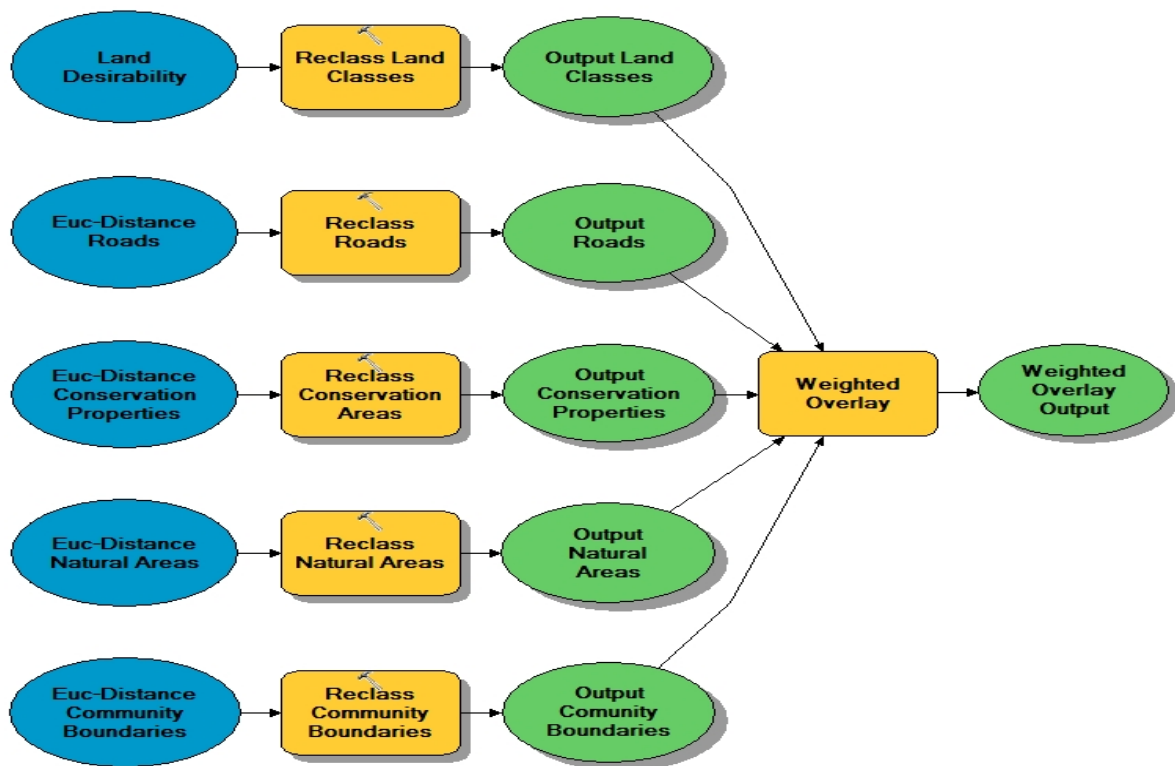 Land
Desirability
Reclass Land
Classes
Output Land
Classes
Euc-Distance
Roads
Reclass
Roads
Output
Roads
Euc-Distance
Conservation
Properties
Reclass
Conservation
Areas
Output
Conservation
Properties
Weighted
Overlay
Weighted
Overlay
Output
Euc-Distance
Natural Areas
Reclass
Natural Areas
Output
Natural
Areas
Euc-Distance
Community
Boundaries
Reclass
Community
Boundaries
Output
Comunity
Boundaries